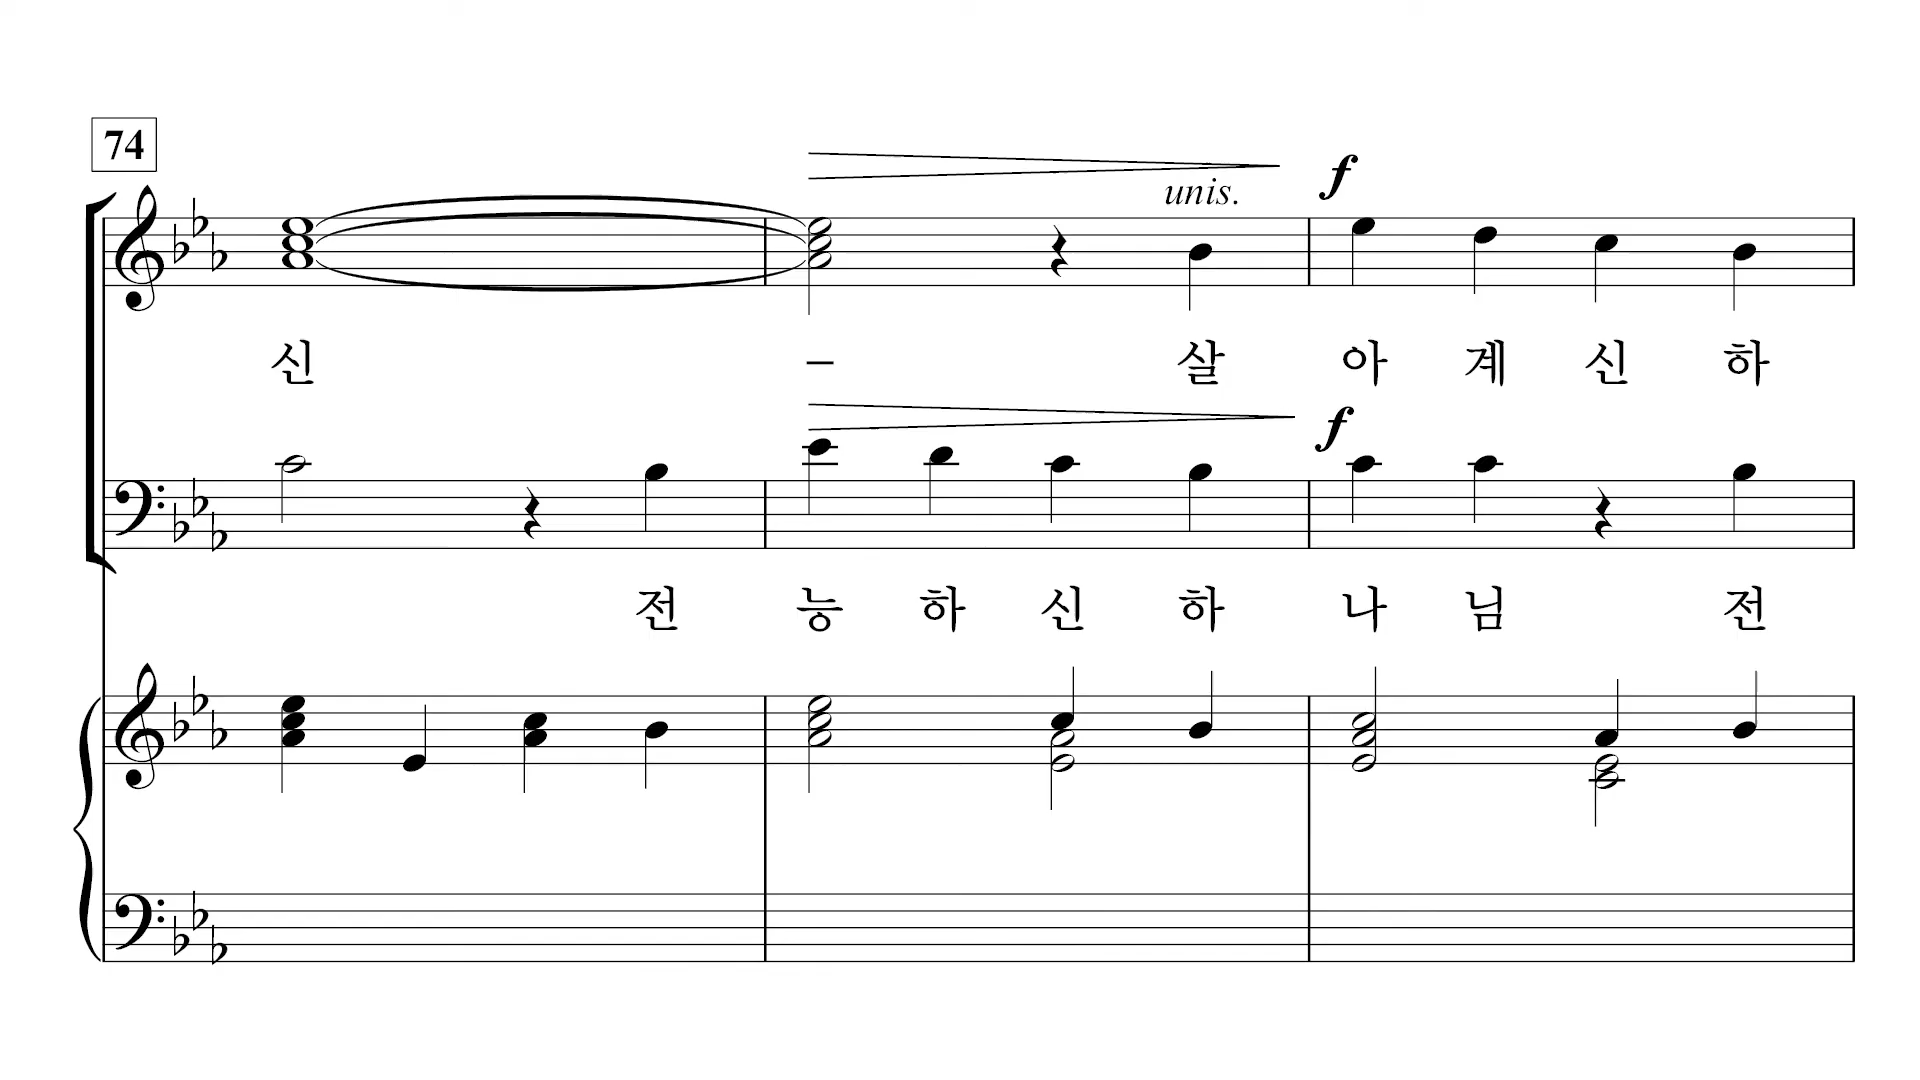 74
unis. f
신 – 살 아 계 신 하
f
전 능 하 신 하 나 님 전